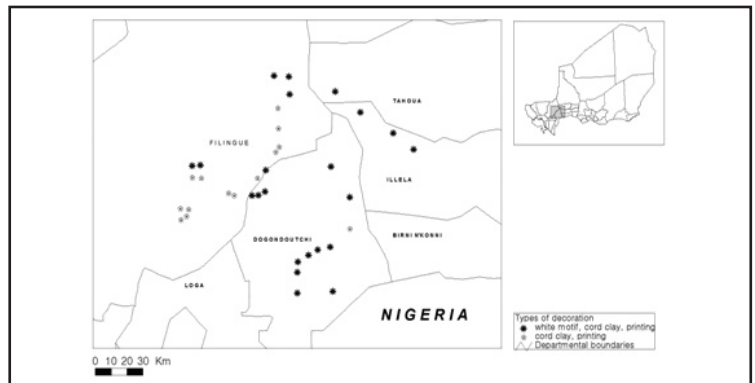 TAHOUA
FILINGUE
ILLELA
BIRNI N'KONNI
DOGONDOUTCHI
LOGA
NIGERIA
Types of decoration
white motif, cord clay, printing
cord clay, printing
Departmental boundaries
0 10 20 30 Km